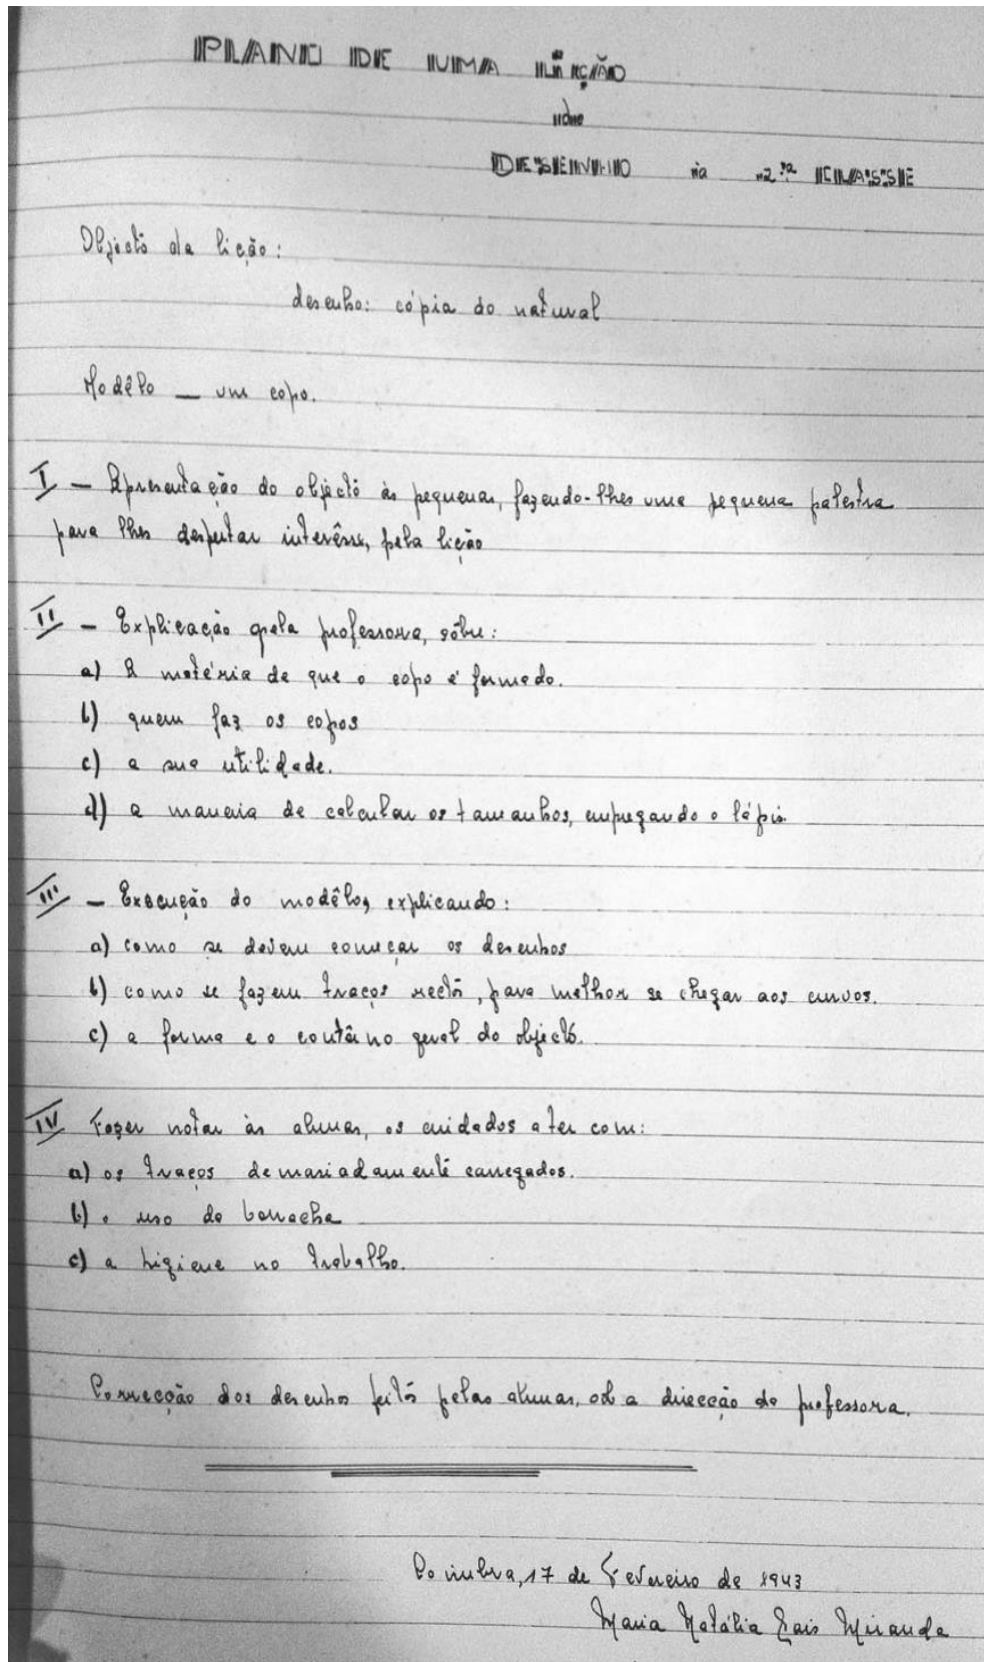 PLANO DE UMA LIÇÃO
de
DESENHO na 2.ª CLASSE
Objecto da lição:
desenho: cópia do natural
Modêlo — um copo.
I — Apresentação do objecto às pequenas, fazendo-lhes uma pequena palestra
para lhes despertar interêsse, pela lição
II — Explicação pela professora, sôbre:
a) A matéria de que o copo é formado.
b) quem faz os copos
c) a sua utilidade.
d) a maneira de calcular os tamanhos, empregando o lápis.
III — Execução do modêlo, explicando:
a) como se devem começar os desenhos
b) como se fazem traços rectos, para melhor se chegar aos curvos.
c) a forma e o contôrno geral do objecto.
IV Fazer notar às alunas, os cuidados a ter com:
a) os traços demasiadamente carregados.
b) o uso da borracha
c) a higiene no trabalho.
Correcção dos desenhos feitos pelas alunas, sob a direcção da professora.
Coimbra, 17 de Fevereiro de 1943
Maria Natália Miranda